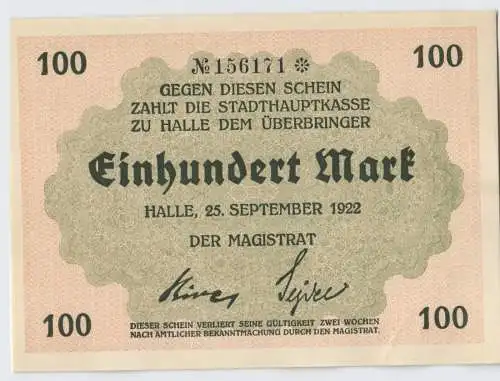 100 100
№156171 *
GEGEN DIESEN SCHEIN
ZAHLT DIE STADTHAUPTKASSE
ZU HALLE DEM ÜBERBRINGER
Einhundert Mark
HALLE, 25. SEPTEMBER 1922
DER MAGISTRAT
100 100
DIESER SCHEIN VERLIERT SEINE GÜLTIGKEIT ZWEI WOCHEN
NACH AMTLICHER BEKANNTMACHUNG DURCH DEN MAGISTRAT.